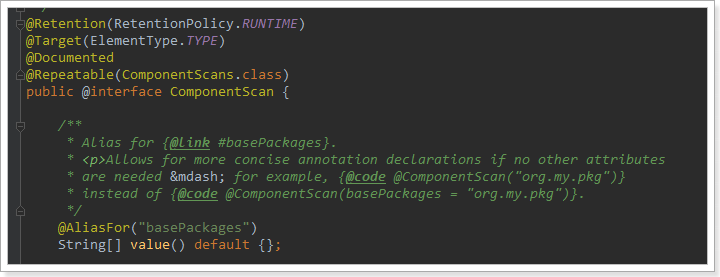 */
@Retention(RetentionPolicy.RUNTIME)
@Target(ElementType.TYPE)
@Documented
@Repeatable(ComponentScans.class)
public @interface ComponentScan {
/**
* Alias for {@link #basePackages}.
* <p>Allows for more concise annotation declarations if no other attributes
* are needed &mdash; for example, {@code @ComponentScan("org.my.pkg")}
* instead of {@code @ComponentScan(basePackages = "org.my.pkg")}.
*/
@AliasFor("basePackages")
String[] value() default {};